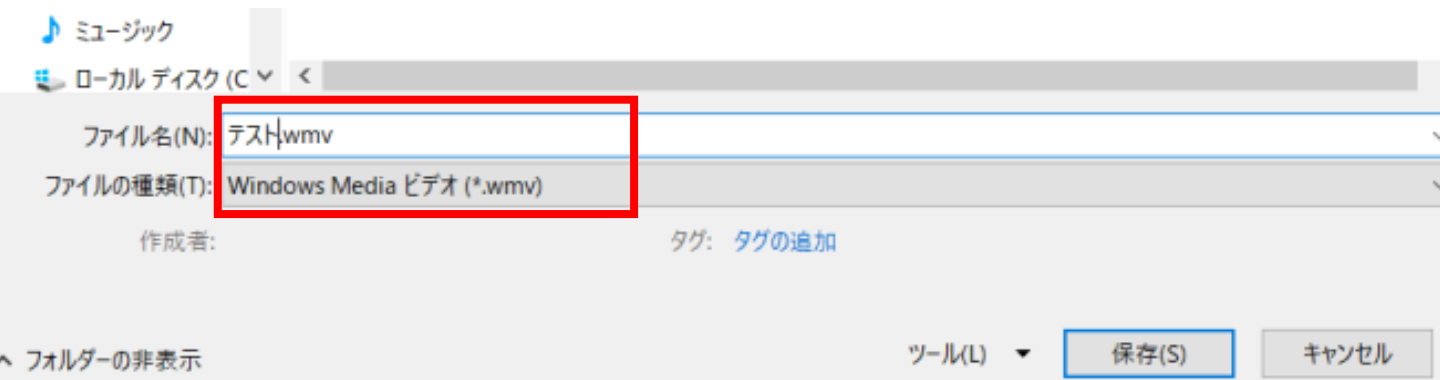 ミュージック
ローカル ディスク (C
ファイル名(N): テスト.wmv
ファイルの種類(T): Windows Media ビデオ (*.wmv)
作成者: タグ: タグの追加
フォルダーの非表示 ツール(L) 保存(S) キャンセル